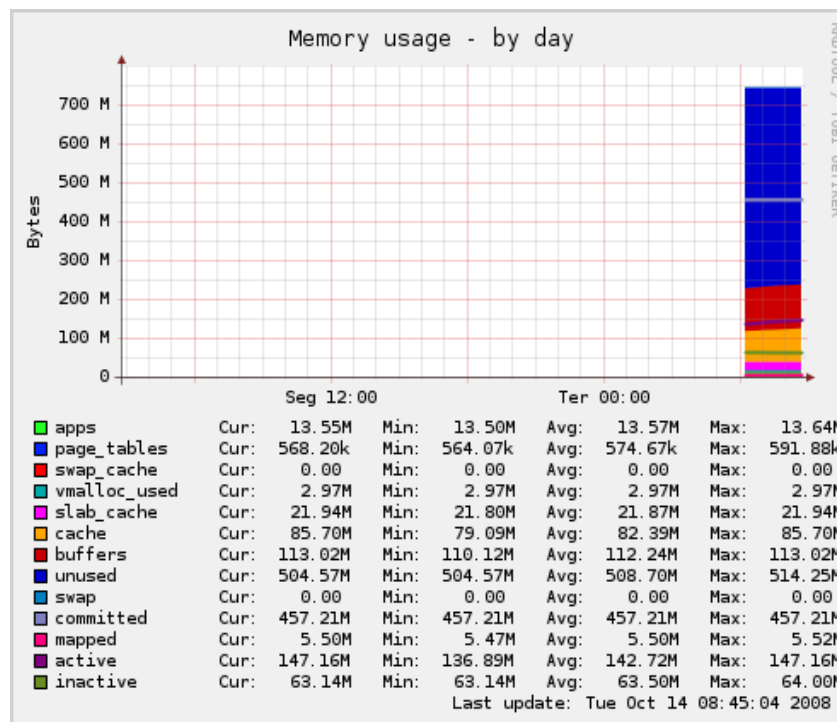 Memory usage - by day
Bytes
700 M
600 M
500 M
400 M
300 M
200 M
100 M
0
Seg 12:00 Ter 00:00
apps Cur: 13.55M Min: 13.50M Avg: 13.57M Max: 13.64M
page_tables Cur: 568.20k Min: 564.07k Avg: 574.67k Max: 591.88k
swap_cache Cur: 0.00 Min: 0.00 Avg: 0.00 Max: 0.00
vmalloc_used Cur: 2.97M Min: 2.97M Avg: 2.97M Max: 2.97M
slab_cache Cur: 21.94M Min: 21.80M Avg: 21.87M Max: 21.94M
cache Cur: 85.70M Min: 79.09M Avg: 82.39M Max: 85.70M
buffers Cur: 113.02M Min: 110.12M Avg: 112.24M Max: 113.02M
unused Cur: 504.57M Min: 504.57M Avg: 508.70M Max: 514.25M
swap Cur: 0.00 Min: 0.00 Avg: 0.00 Max: 0.00
committed Cur: 457.21M Min: 457.21M Avg: 457.21M Max: 457.21M
mapped Cur: 5.50M Min: 5.47M Avg: 5.50M Max: 5.52M
active Cur: 147.16M Min: 136.89M Avg: 142.72M Max: 147.16M
inactive Cur: 63.14M Min: 63.14M Avg: 63.50M Max: 64.00M
Last update: Tue Oct 14 08:45:04 2008